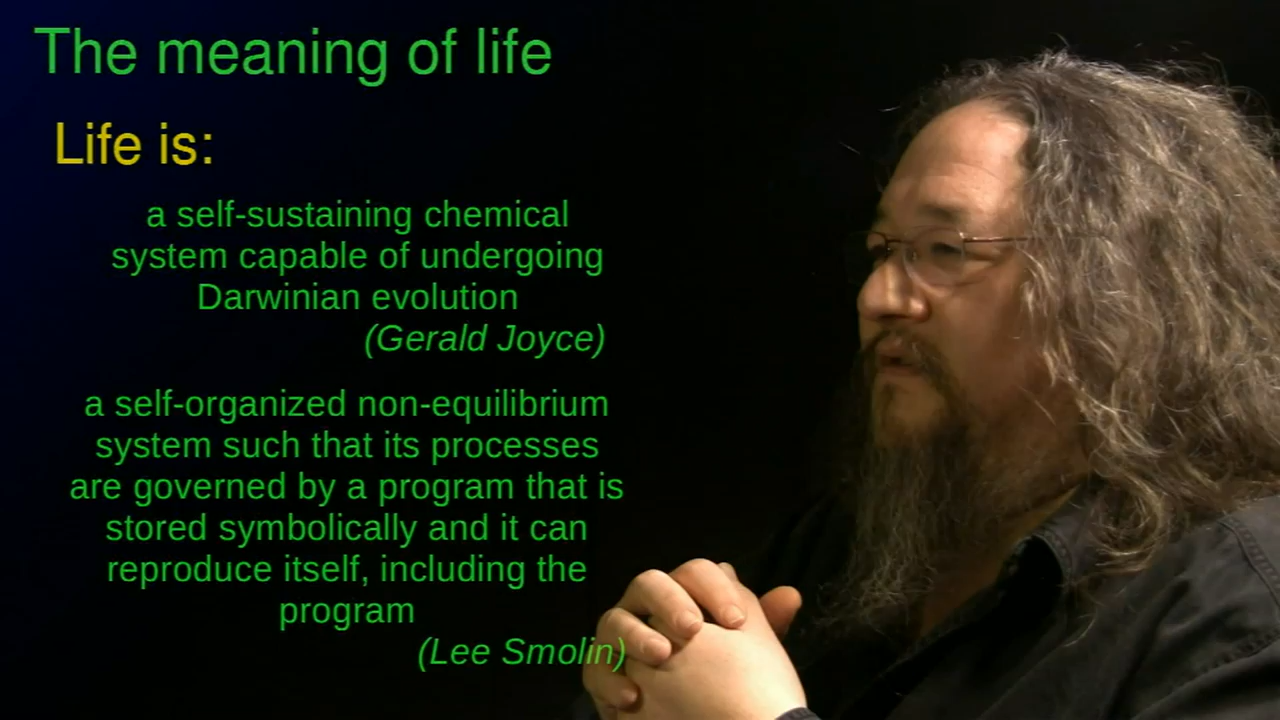 The meaning of life
Life is:
a self-sustaining chemical
system capable of undergoing
Darwinian evolution
(Gerald Joyce)
a self-organized non-equilibrium
system such that its processes
are governed by a program that is
stored symbolically and it can
reproduce itself, including the
program
(Lee Smolin)